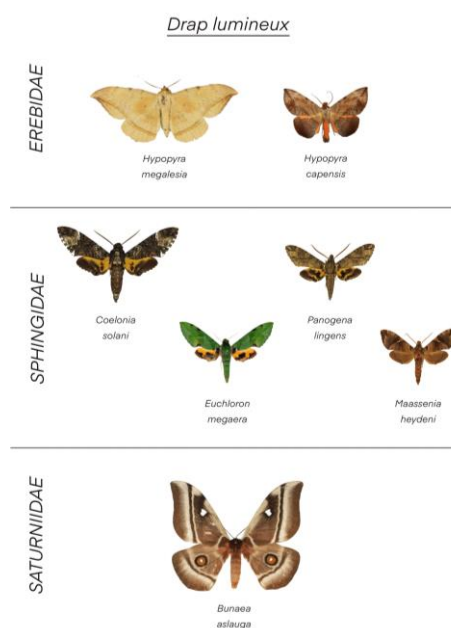 Drap lumineux
EREBIDAE
Hypopyra
megalesia
Hypopyra
capensis
SPHINGIDAE
Coelonia
solani
Panogena
lingens
Euchloron
megaera
Maassenia
heydeni
SATURNIIDAE
Bunaea
aslauga